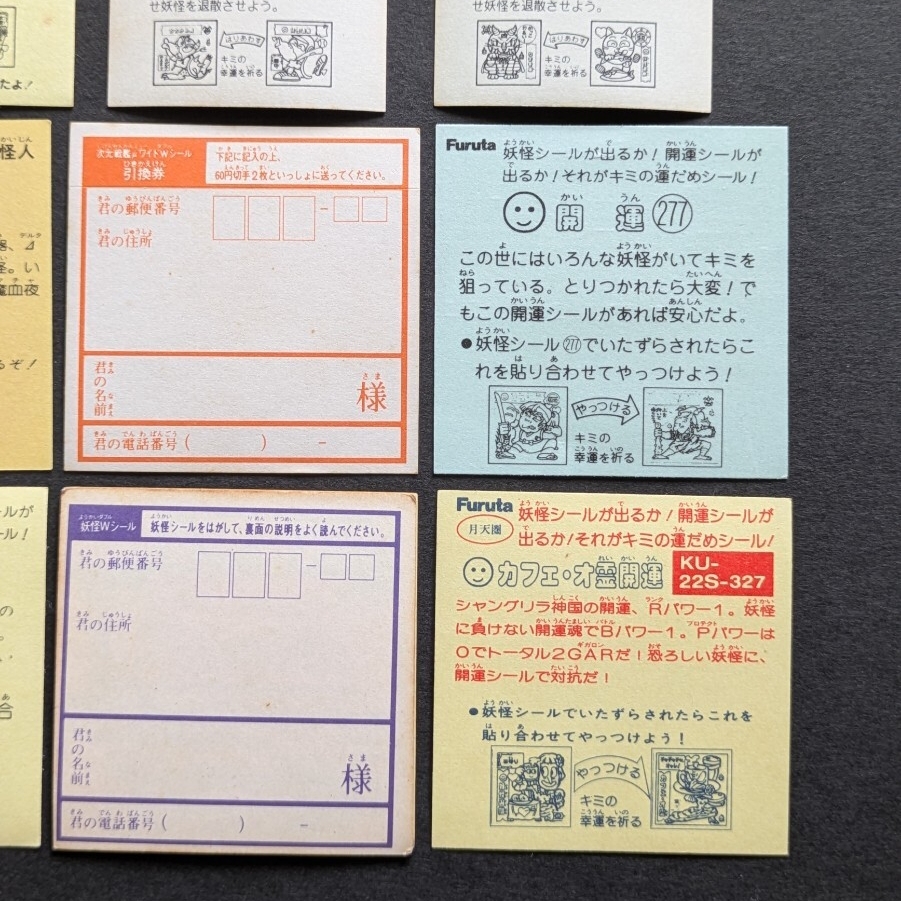 せ妖怪を退散させよう。
はりあわす
キミの
幸運を祈る
せ妖怪を退散させよう。
はりあわす
キミの
幸運を祈る
たよ!
怪人
魔血夜
るぞ!
次元戦艦ワイドWシール
引換券
下記に記入の上、
60円切手2枚といっしょに送ってください。
君の郵便番号
君の住所
君の名前
様
君の電話番号( ) −
Furuta
妖怪シールが出るか!開運シールが
出るか!それがキミの運だめシール!
開運 277
この世にはいろんな妖怪がいてキミを
狙っている。とりつかれたら大変!で
もこの開運シールがあれば安心だよ。
●妖怪シール277でいたずらされたらこ
れを貼り合わせてやっつけよう!
やっつける
キミの
幸運を祈る
妖怪Wシール
妖怪シールをはがして、裏面の説明をよく読んでください。
君の郵便番号
君の住所
君の名前
様
君の電話番号( ) −
Furuta
月天園
妖怪シールが出るか!開運シールが
出るか!それがキミの運だめシール!
カフェ・オ霊開運
KU-
22S-327
シャングリラ神国の開運、Rパワー1。妖怪
に負けない開運魂でBパワー1。Pパワーは
0でトータル2GARだ!恐ろしい妖怪に、
開運シールで対抗だ!
●妖怪シールでいたずらされたらこれを
貼り合わせてやっつけよう!
やっつける
キミの
幸運を祈る